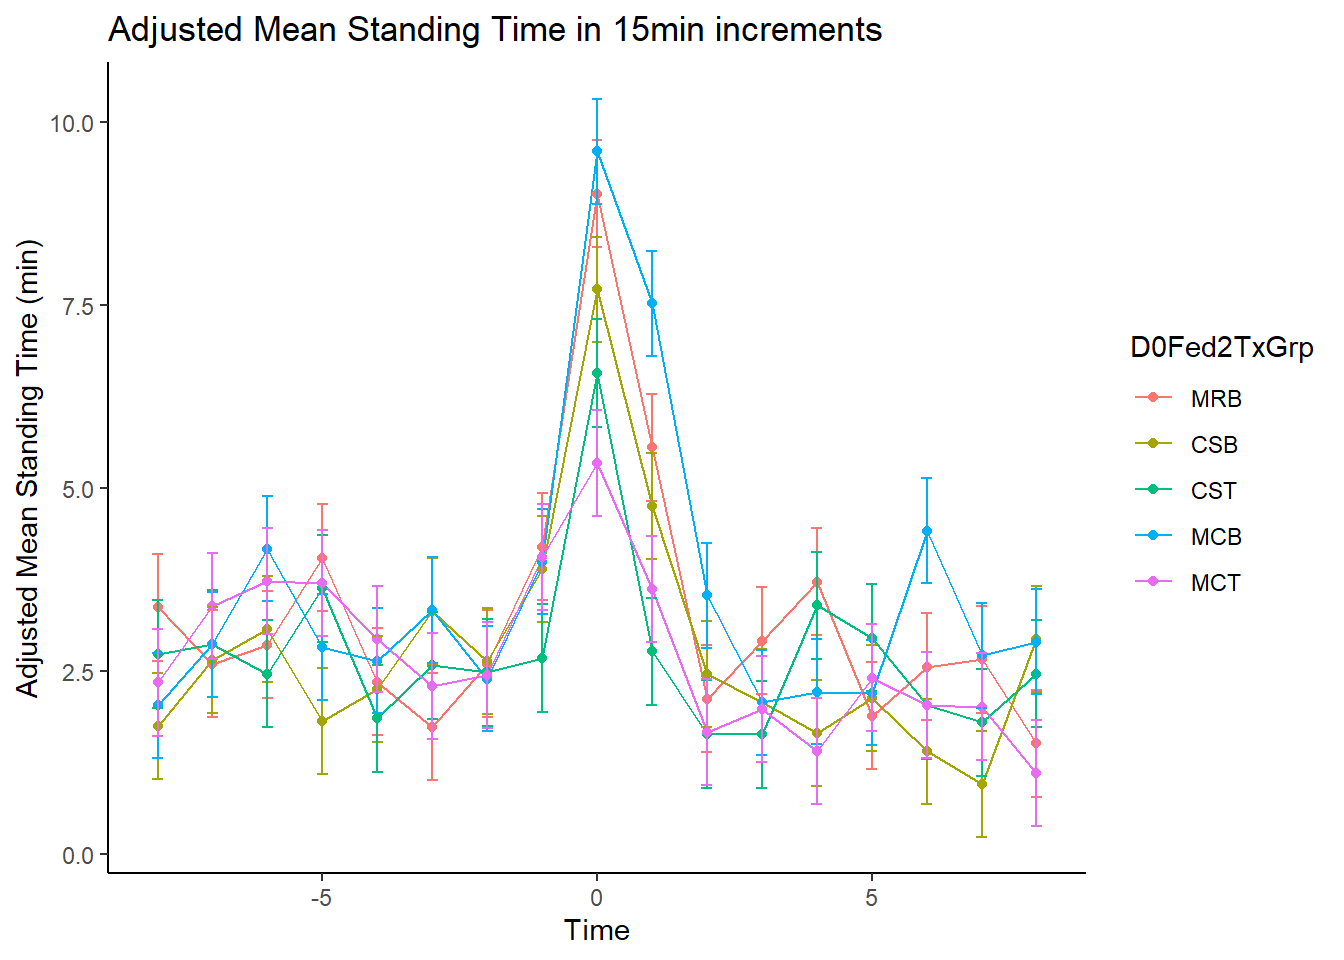 Adjusted Mean Standing Time in 15min increments
Adjusted Mean Standing Time (min)
10.0
7.5
5.0
2.5
0.0
-5
0
5
Time
D0Fed2TxGrp
MRB
CSB
CST
MCB
MCT